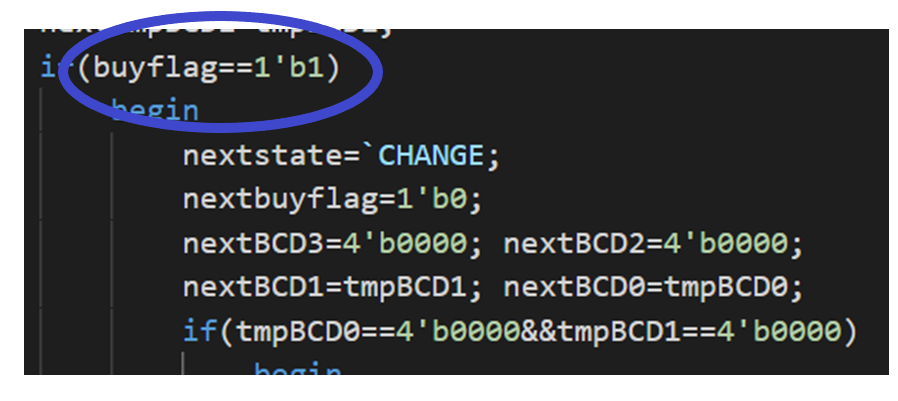 if(buyflag==1'b1)
begin
nextstate=`CHANGE;
nextbuyflag=1'b0;
nextBCD3=4'b0000; nextBCD2=4'b0000;
nextBCD1=tmpBCD1; nextBCD0=tmpBCD0;
if(tmpBCD0==4'b0000&&tmpBCD1==4'b0000)
begin